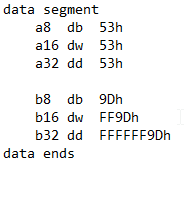 data segment
    a8  db  53h
    a16 dw  53h
    a32 dd  53h

    b8  db  9Dh
    b16 dw  FF9Dh
    b32 dd  FFFFFF9Dh
data ends